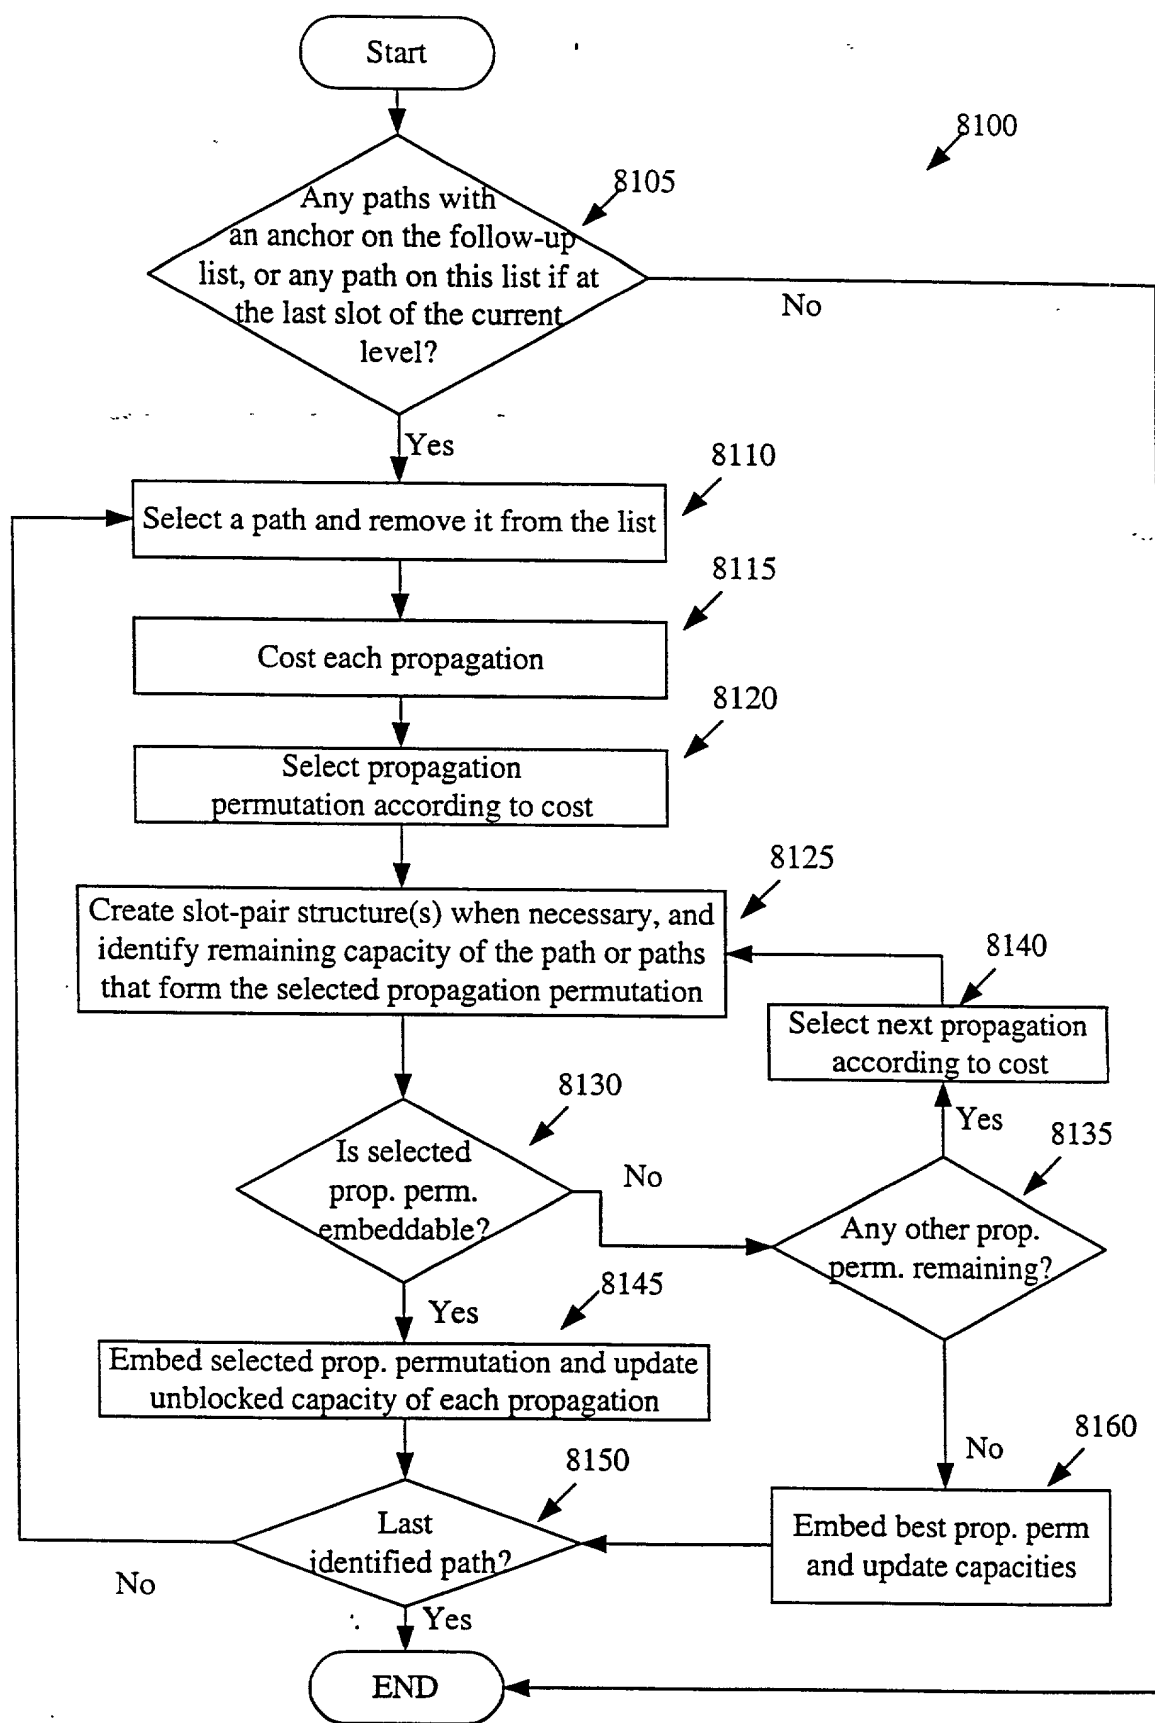 Start
8100
8105
Any paths with
an anchor on the follow-up
list, or any path on this list if at
the last slot of the current
level?
No
Yes
8110
Select a path and remove it from the list
8115
Cost each propagation
8120
Select propagation
permutation according to cost
8125
Create slot-pair structure(s) when necessary, and
identify remaining capacity of the path or paths
that form the selected propagation permutation
8140
Select next propagation
according to cost
Yes
8130
Is selected
prop. perm.
embeddable?
No
8135
Any other prop.
perm. remaining?
Yes
8145
Embed selected prop. permutation and update
unblocked capacity of each propagation
No
8160
Embed best prop. perm
and update capacities
8150
Last
identified path?
No
Yes
END